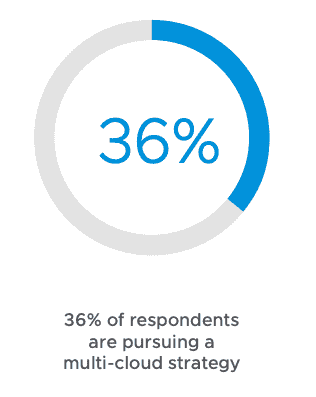 36%
36% of respondents
are pursuing a
multi-cloud strategy